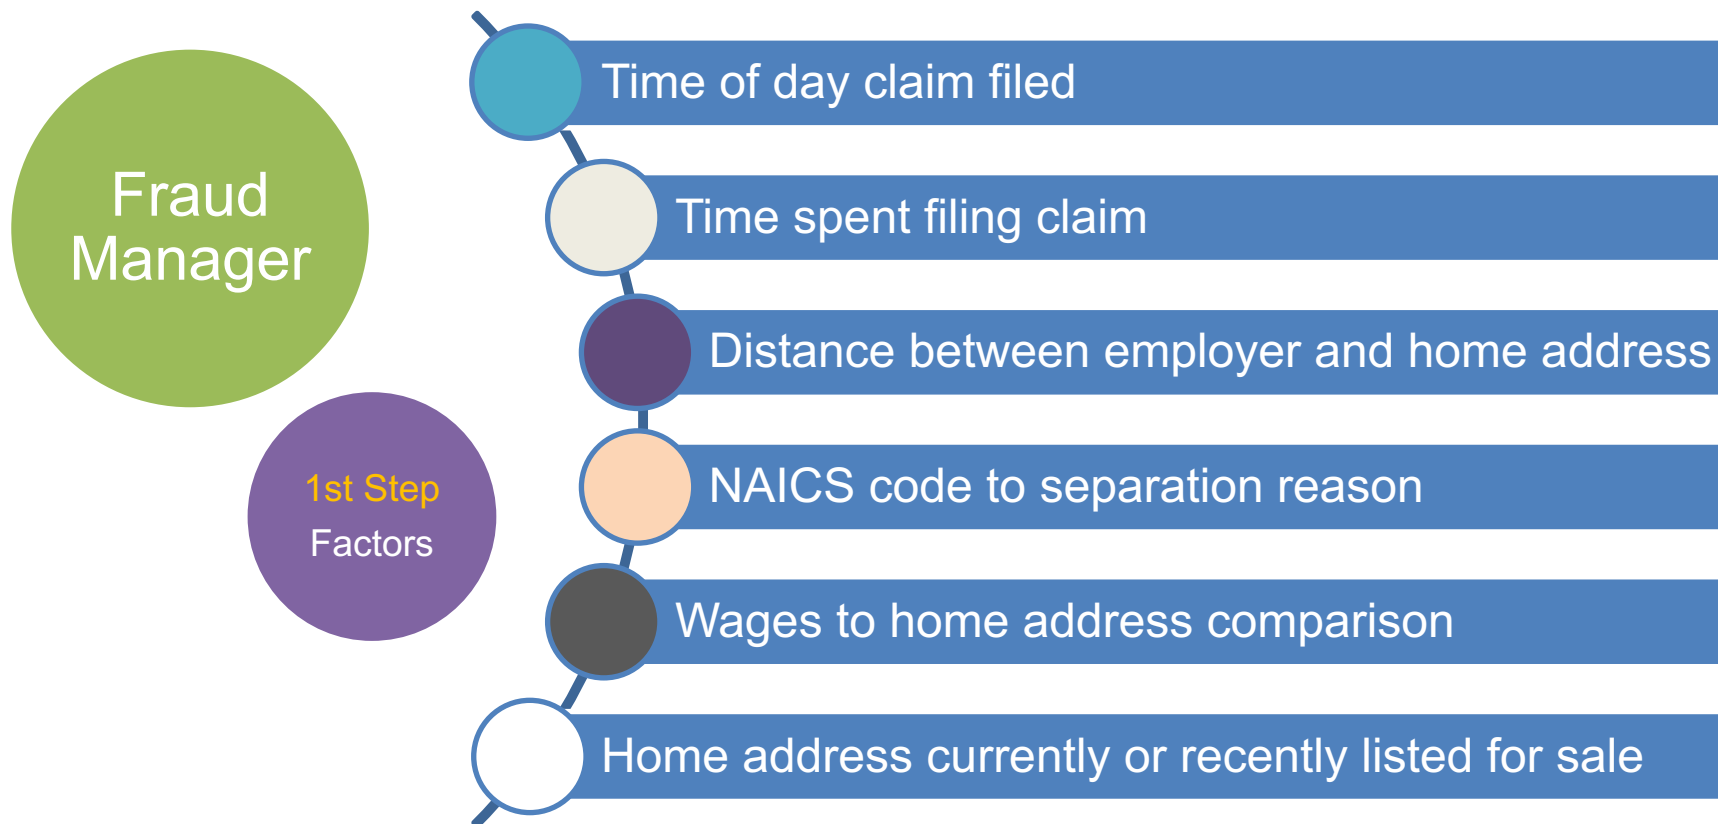 Fraud
Manager
1st Step
Factors
Time of day claim filed
Time spent filing claim
Distance between employer and home address
NAICS code to separation reason
Wages to home address comparison
Home address currently or recently listed for sale